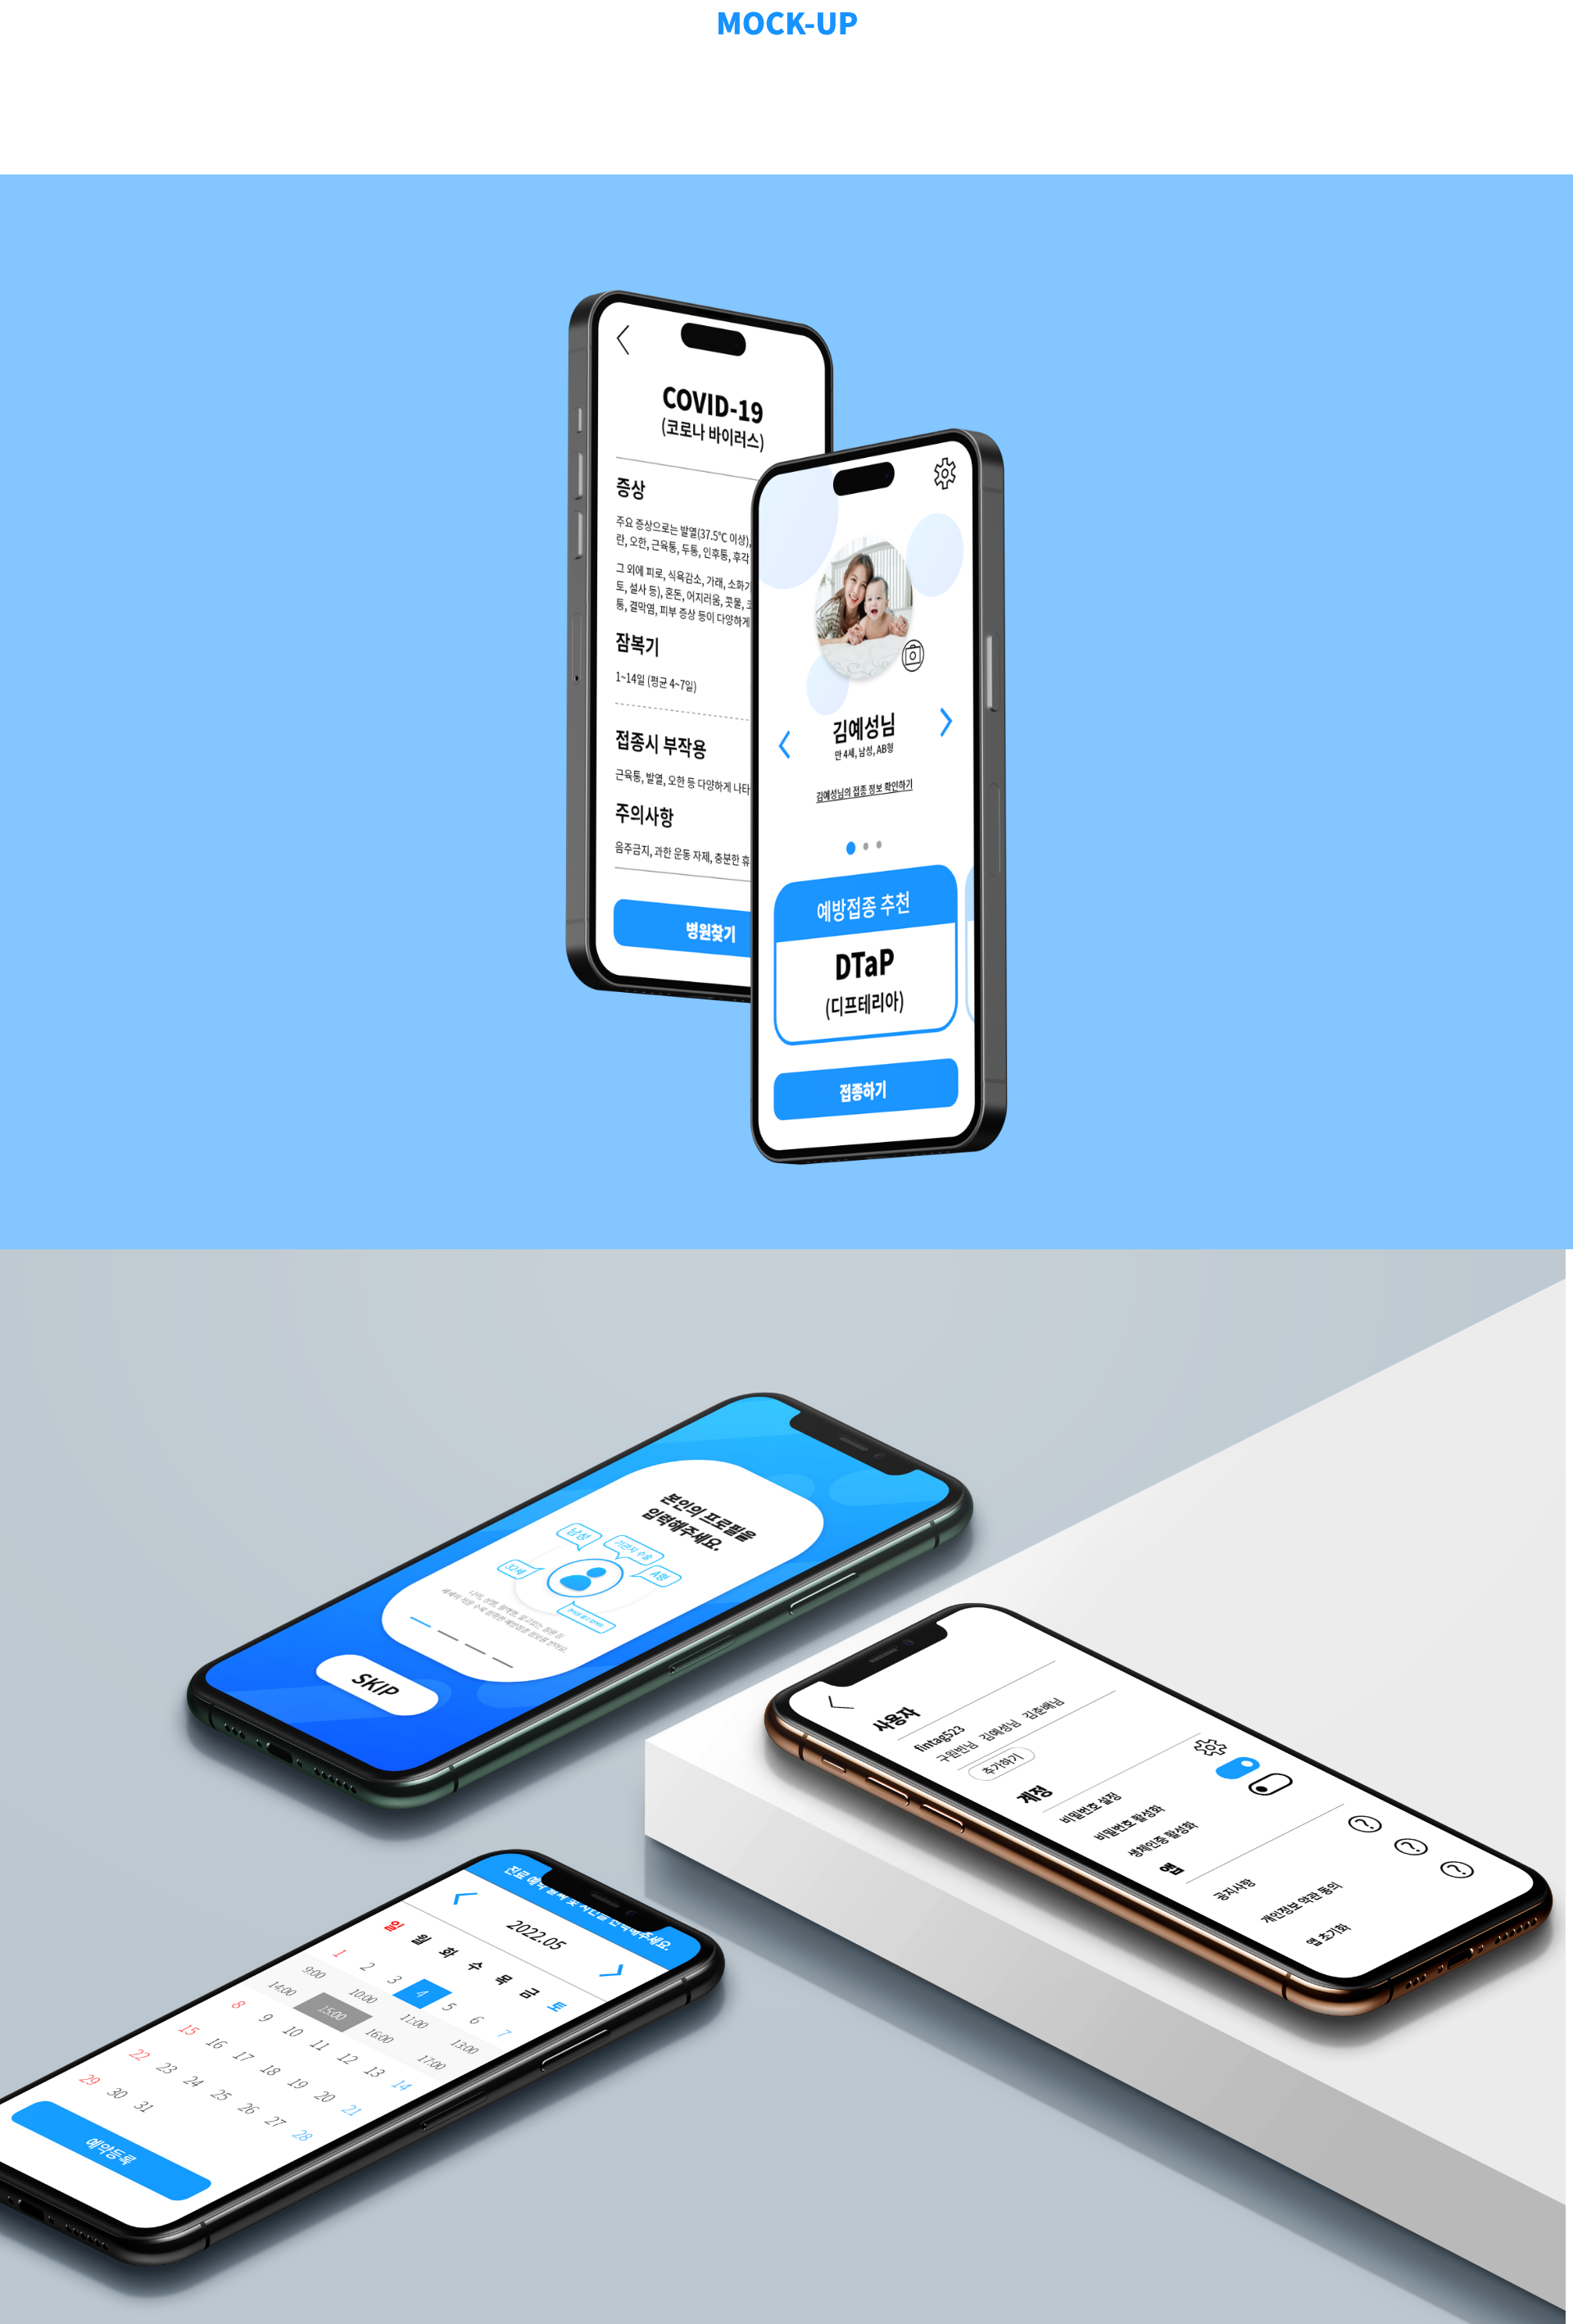 MOCK-UP
COVID-19
(코로나 바이러스)
증상
주요 증상으로는 발열(37.5℃ 이상),
란, 오한, 근육통, 두통, 인후통, 후각
그 외에 피로, 식욕감소, 가래, 소화기
토, 설사 등), 혼돈, 어지러움, 콧물, 코
통, 결막염, 피부 증상 등이 다양하게
잠복기
1~14일 (평균 4~7일)
접종시 부작용
근육통, 발열, 오한 등 다양하게 나타
주의사항
음주금지, 과한 운동 자제, 충분한 휴
병원찾기
김예성님
만 4세, 남성, AB형
김예성님의 접종 정보 확인하기
예방접종 추천
DTaP
(디프테리아)
접종하기
본인의 프로필을
입력해주세요.
남성
기관지 수술
33세
A형
SKIP
사용자
fintag523
구원빈님 김예성님 김준배님
추가하기
계정
비밀번호 설정
비밀번호 활성화
생체인증 활성화
앱
공지사항
개인정보 약관 동의
앱 초기화
진료 예약 날짜 및 시간을 선택해주세요.
2022.05
일 월 화 수 목 금 토
1 2 3 4 5 6 7
9:00 10:00 11:00 13:00
14:00 15:00 16:00 17:00
8 9 10 11 12 13 14
15 16 17 18 19 20 21
22 23 24 25 26 27 28
29 30 31
예약등록